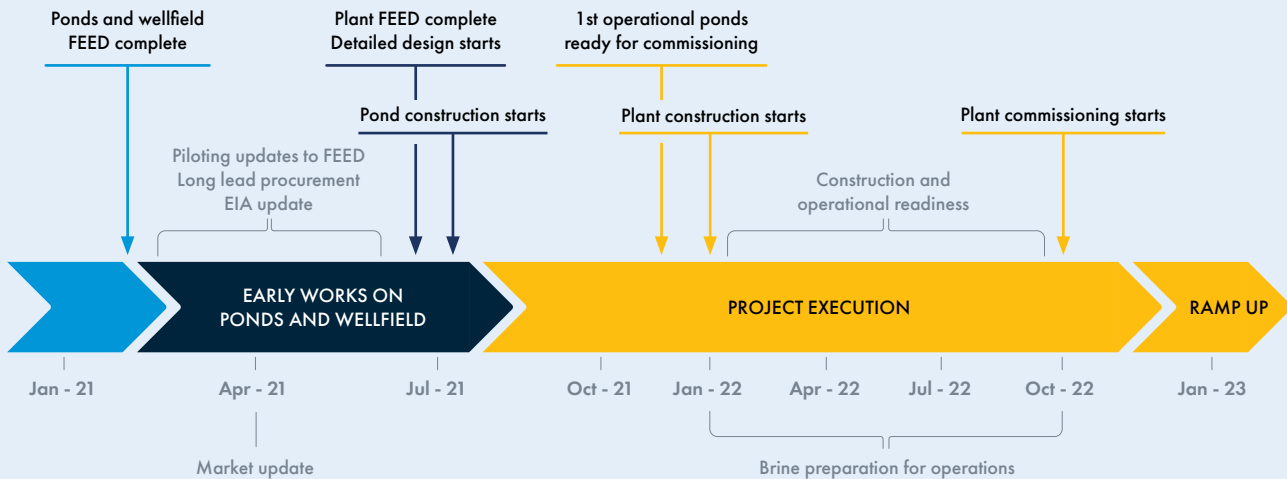 Ponds and wellfield
FEED complete
Plant FEED complete
Detailed design starts
1st operational ponds
ready for commissioning
Pond construction starts
Plant construction starts
Plant commissioning starts
Piloting updates to FEED
Long lead procurement
EIA update
Construction and
operational readiness
EARLY WORKS ON
PONDS AND WELLFIELD
PROJECT EXECUTION
RAMP UP
Jan - 21
Apr - 21
Jul - 21
Oct - 21
Jan - 22
Apr - 22
Jul - 22
Oct - 22
Jan - 23
Market update
Brine preparation for operations